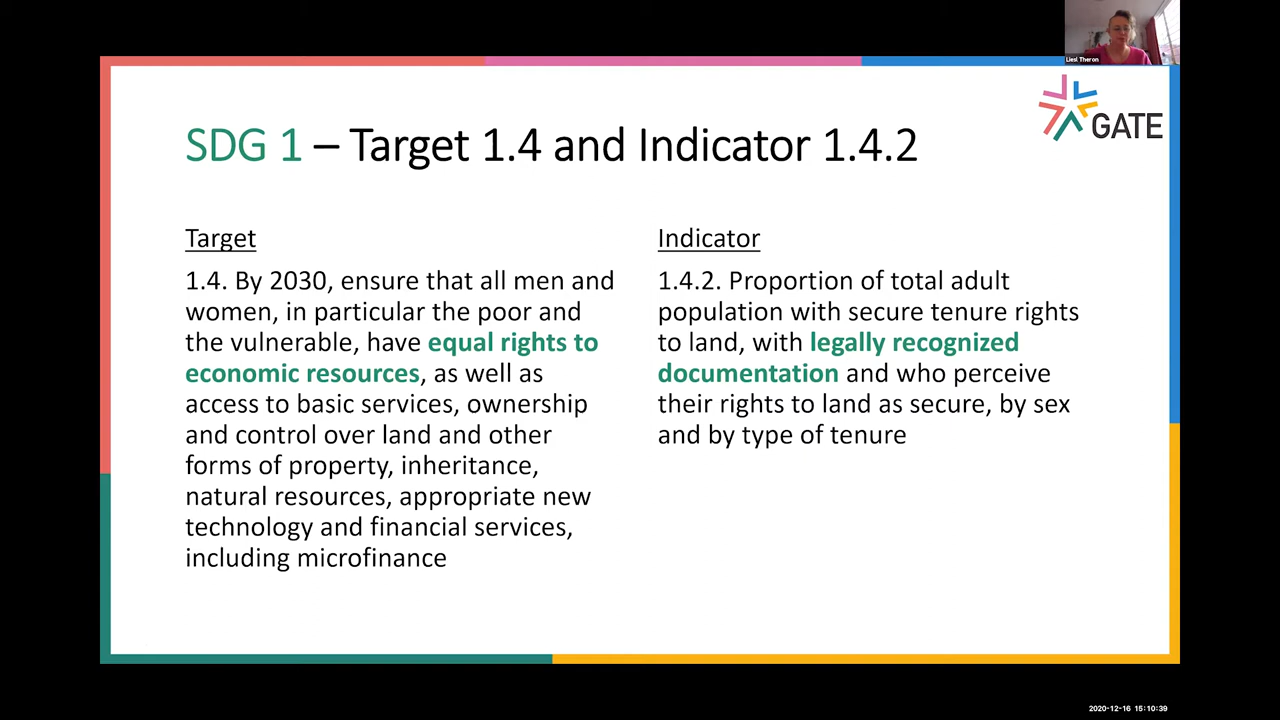 Liesl Theron
GATE
SDG 1 – Target 1.4 and Indicator 1.4.2
Target
1.4. By 2030, ensure that all men and
women, in particular the poor and
the vulnerable, have equal rights to
economic resources, as well as
access to basic services, ownership
and control over land and other
forms of property, inheritance,
natural resources, appropriate new
technology and financial services,
including microfinance
Indicator
1.4.2. Proportion of total adult
population with secure tenure rights
to land, with legally recognized
documentation and who perceive
their rights to land as secure, by sex
and by type of tenure
2020-12-16 15:10:39